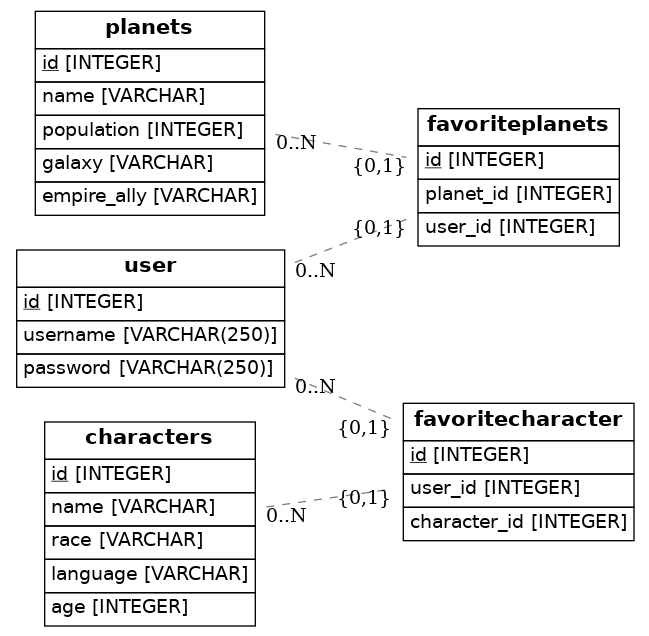 planets
id [INTEGER]
name [VARCHAR]
population [INTEGER]
galaxy [VARCHAR]
empire_ally [VARCHAR]
0..N
{0,1}
favoriteplanets
id [INTEGER]
planet_id [INTEGER]
user_id [INTEGER]
{0,1}
0..N
user
id [INTEGER]
username [VARCHAR(250)]
password [VARCHAR(250)]
0..N
{0,1}
favoritecharacter
id [INTEGER]
user_id [INTEGER]
character_id [INTEGER]
{0,1}
0..N
characters
id [INTEGER]
name [VARCHAR]
race [VARCHAR]
language [VARCHAR]
age [INTEGER]